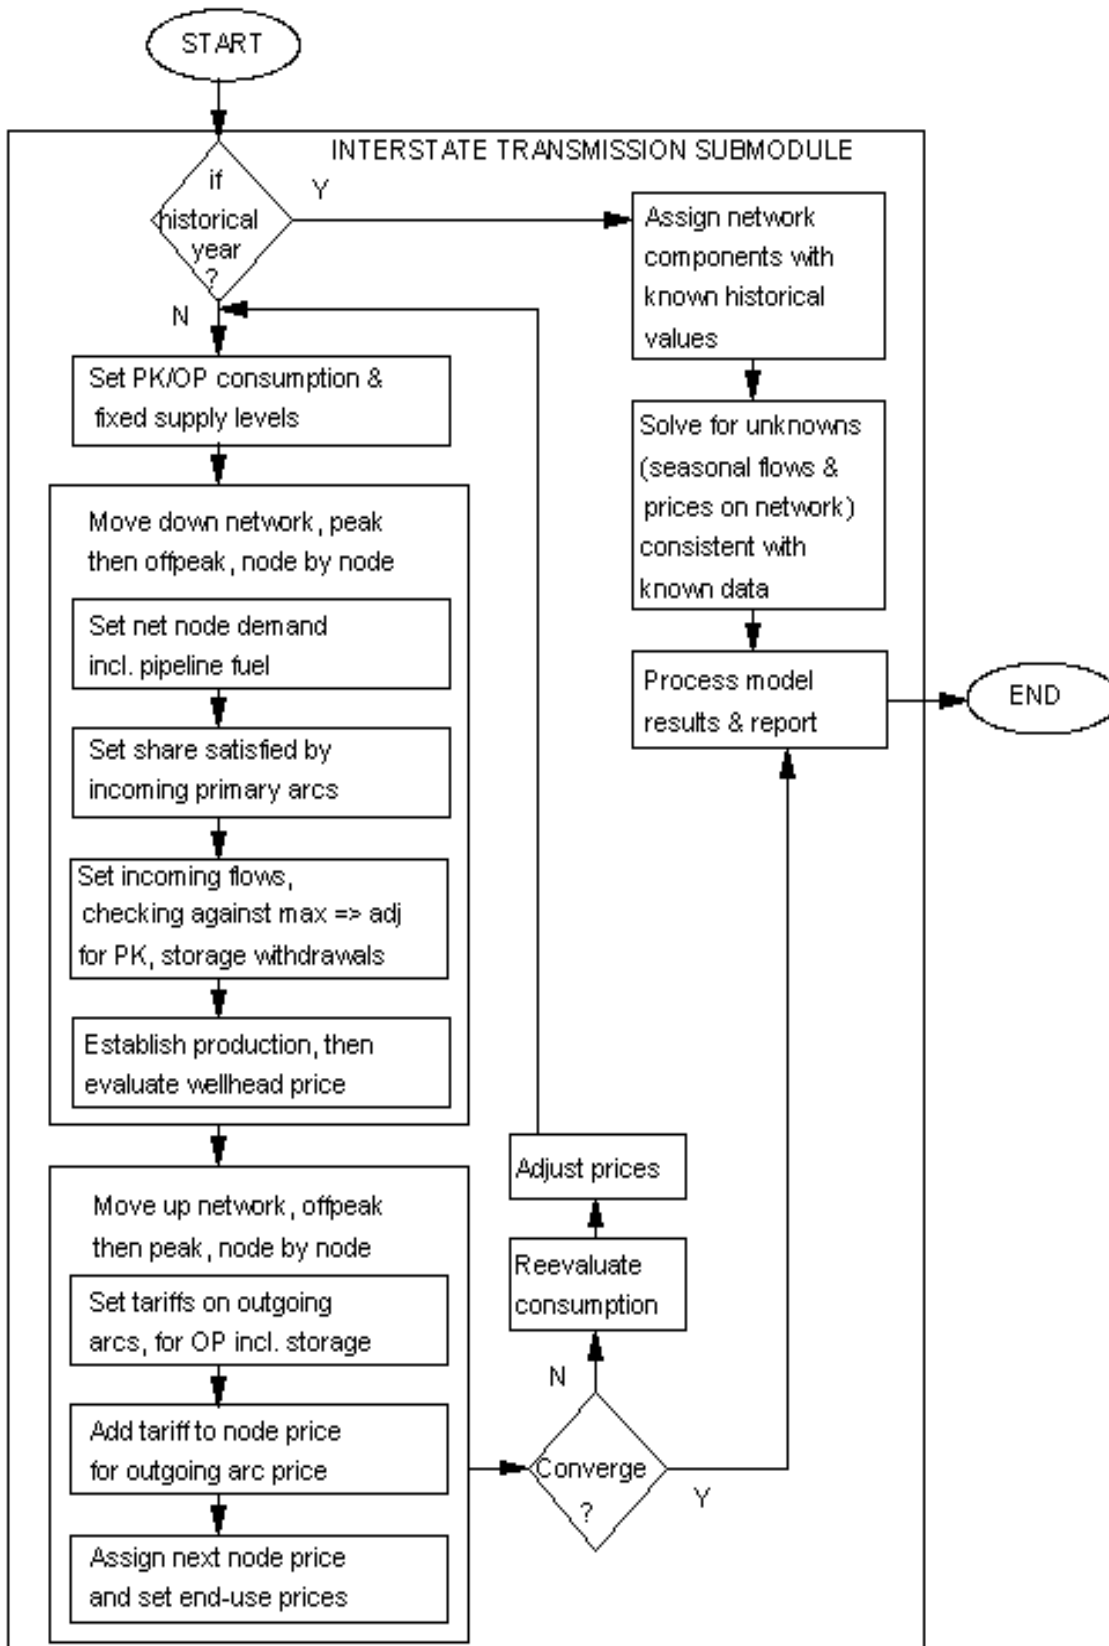 START
INTERSTATE TRANSMISSION SUBMODULE
if
historical
year
?
Y
N
Assign network
components with
known historical
values
Solve for unknowns
(seasonal flows &
prices on network)
consistent with
known data
Process model
results & report
END
Set PK/OP consumption &
fixed supply levels
Move down network, peak
then offpeak, node by node
Set net node demand
incl. pipeline fuel
Set share satisfied by
incoming primary arcs
Set incoming flows,
checking against max => adj
for PK, storage withdrawals
Establish production, then
evaluate wellhead price
Move up network, offpeak
then peak, node by node
Set tariffs on outgoing
arcs, for OP incl. storage
Add tariff to node price
for outgoing arc price
Assign next node price
and set end-use prices
Converge
?
Y
N
Reevaluate
consumption
Adjust prices